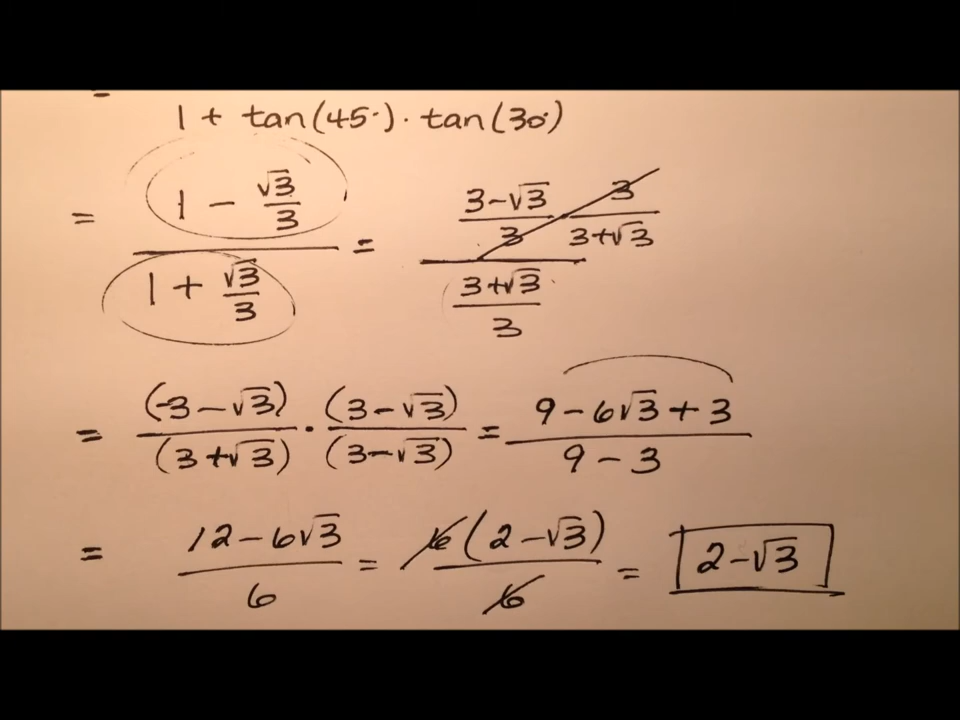 =
1 + tan(45°) · tan(30°)
= (1 - √3/3)/(1 + √3/3) = ((3-√3)/3 · 3/(3+√3))/((3+√3)/3)
= (3-√3)/(3+√3) · (3-√3)/(3-√3) = (9-6√3+3)/(9-3)
= (12-6√3)/6 = 6(2-√3)/6 = 2-√3